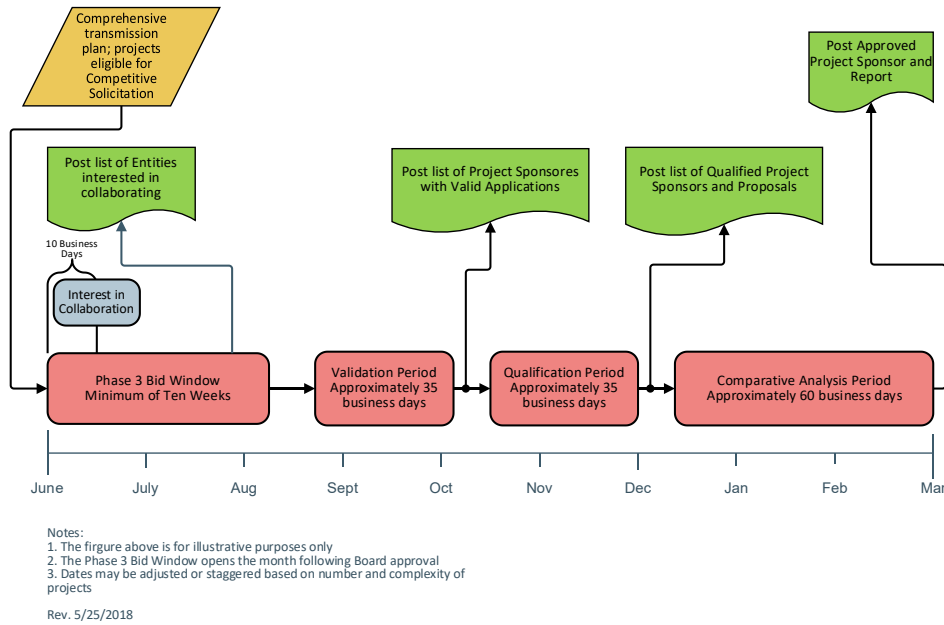 Comprehensive
transmission
plan; projects
eligible for
Competitive
Solicitation
Post Approved
Project Sponsor and
Report
Post list of Entities
interested in
collaborating
Post list of Project Sponsores
with Valid Applications
Post list of Qualified Project
Sponsors and Proposals
10 Business
Days
Interest in
Collaboration
Phase 3 Bid Window
Minimum of Ten Weeks
Validation Period
Approximately 35
business days
Qualification Period
Approximately 35
business days
Comparative Analysis Period
Approximately 60 business days
June July Aug Sept Oct Nov Dec Jan Feb Mar
Notes:
1. The firgure above is for illustrative purposes only
2. The Phase 3 Bid Window opens the month following Board approval
3. Dates may be adjusted or staggered based on number and complexity of
projects
Rev. 5/25/2018